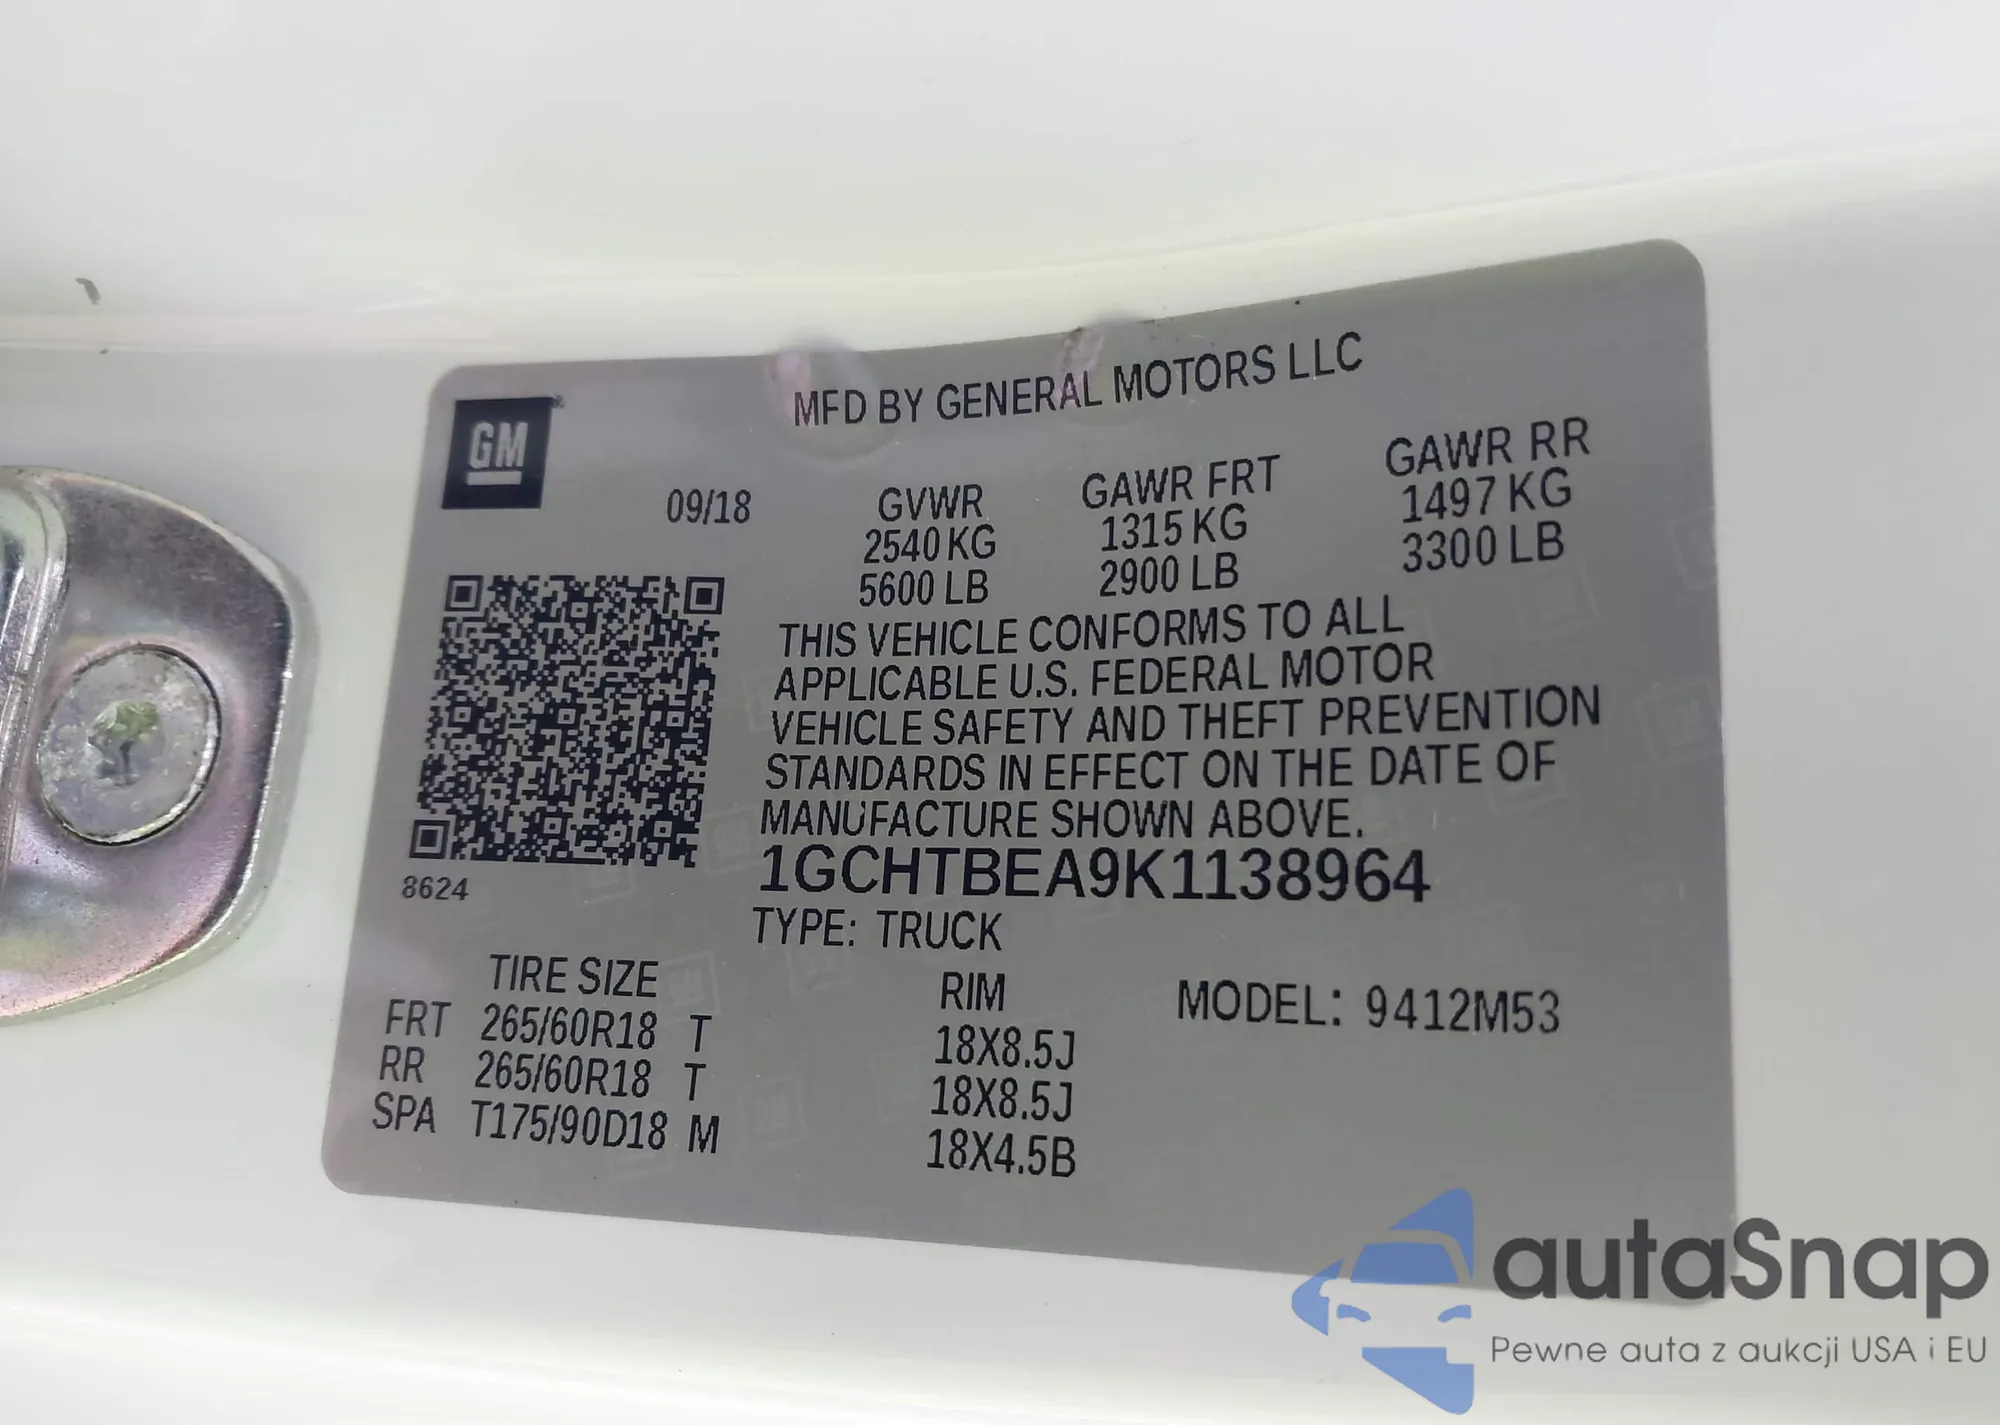 MFD BY GENERAL MOTORS LLC
GM
09/18
GVWR GAWR FRT GAWR RR
2540 KG 1315 KG 1497 KG
5600 LB 2900 LB 3300 LB
THIS VEHICLE CONFORMS TO ALL
APPLICABLE U.S. FEDERAL MOTOR
VEHICLE SAFETY AND THEFT PREVENTION
STANDARDS IN EFFECT ON THE DATE OF
MANUFACTURE SHOWN ABOVE.
8624
1GCHTBEA9K1138964
TYPE: TRUCK
TIRE SIZE RIM MODEL: 9412M53
FRT 265/60R18 T 18X8.5J
RR 265/60R18 T 18X8.5J
SPA T175/90D18 M 18X4.5B
autaSnap
Pewne auta z aukcji USA i EU